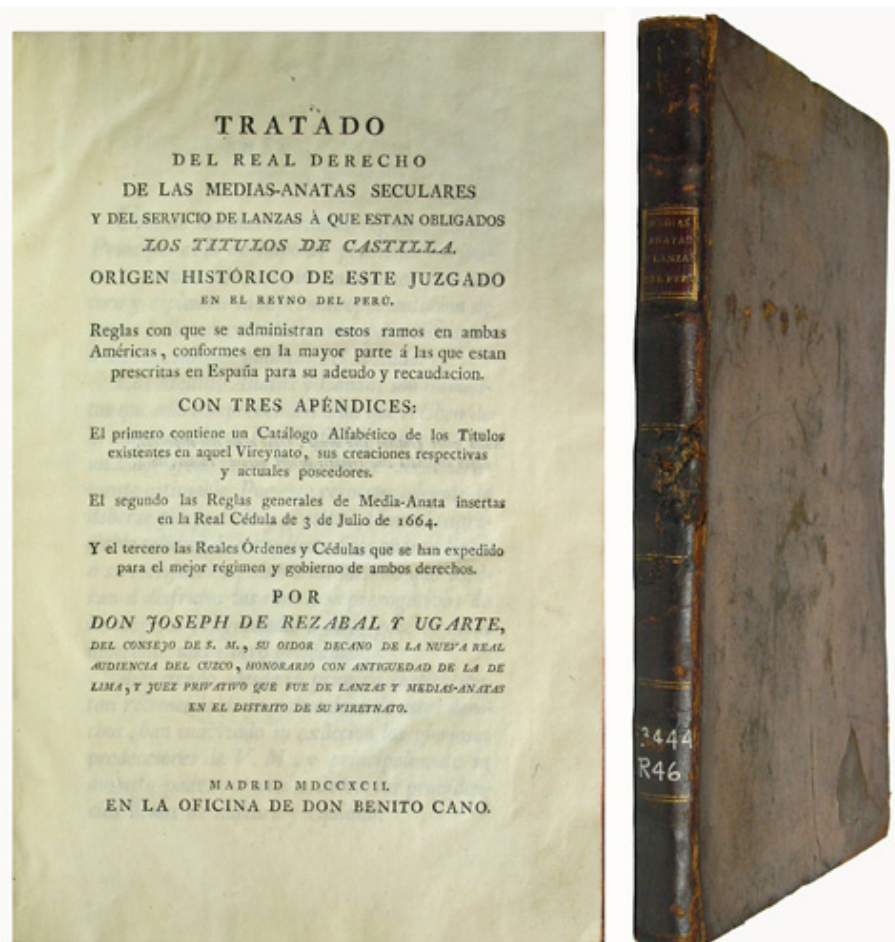 TRATADO
DEL REAL DERECHO
DE LAS MEDIAS-ANATAS SECULARES
Y DEL SERVICIO DE LANZAS À QUE ESTAN OBLIGADOS
LOS TITULOS DE CASTILLA.
ORÍGEN HISTÓRICO DE ESTE JUZGADO
EN EL REYNO DEL PERÚ.
Reglas con que se administran estos ramos en ambas
Américas, conformes en la mayor parte á las que estan
prescritas en España para su adeudo y recaudacion.
CON TRES APÉNDICES:
El primero contiene un Catálogo Alfabético de los Títulos
existentes en aquel Vireynato, sus creaciones respectivas
y actuales poseedores.
El segundo las Reglas generales de Media-Anata insertas
en la Real Cédula de 3 de Julio de 1664.
Y el tercero las Reales Órdenes y Cédulas que se han expedido
para el mejor régimen y gobierno de ambos derechos.
POR
DON JOSEPH DE REZABAL Y UGARTE,
DEL CONSEJO DE S. M., SU OIDOR DECANO DE LA NUEVA REAL
AUDIENCIA DEL CUZCO, HONORARIO CON ANTIGUEDAD DE LA DE
LIMA, Y JUEZ PRIVATIVO QUE FUE DE LANZAS Y MEDIAS-ANATAS
EN EL DISTRITO DE SU VIREYNATO.
MADRID MDCCXCII.
EN LA OFICINA DE DON BENITO CANO.
MEDIAS
ANATAS
LANZAS
DEL PERU
3444
R46